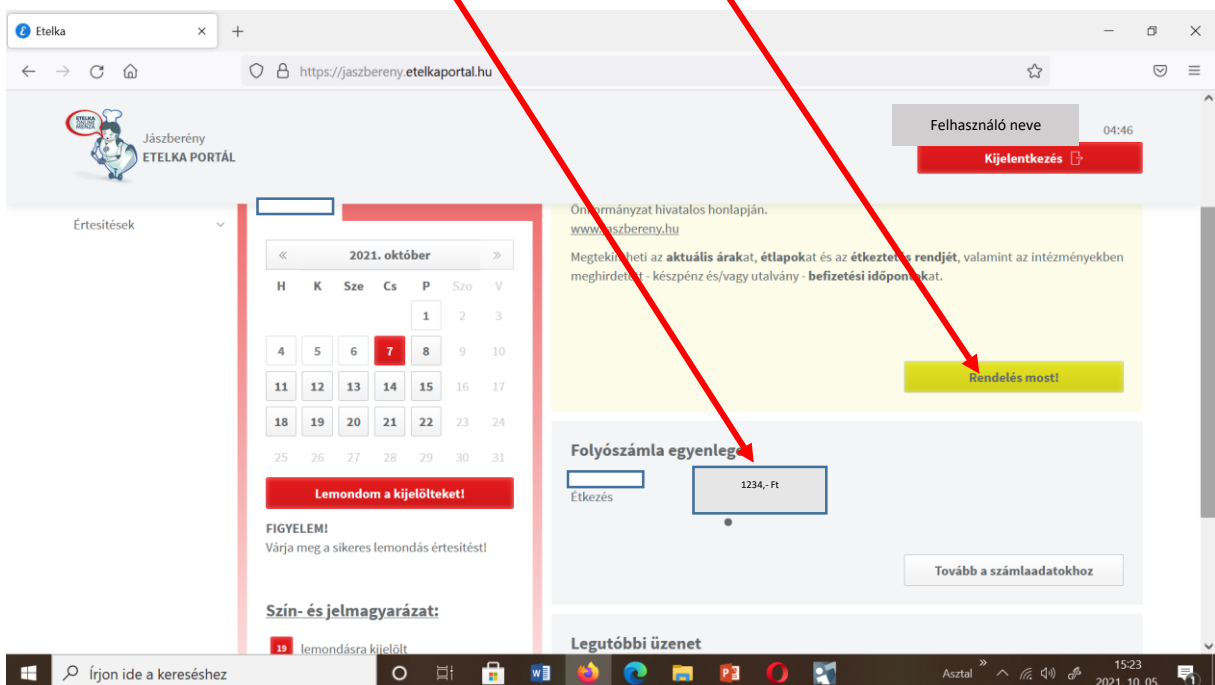 Etelka
https://jaszbereny.etelkaportal.hu
ETELKA ONLINE MENZA
Jászberény
ETELKA PORTÁL
Felhasználó neve
04:46
Kijelentkezés
Értesítések
Önkormányzat hivatalos honlapján.
www.jaszbereny.hu
Megtekintheti az aktuális árakat, étlapokat és az étkeztetés rendjét, valamint az intézményekben
meghirdetett - készpénz és/vagy utalvány - befizetési időpontokat.
Rendelés most!
« 2021. október »
H K Sze Cs P Szo V
1 2 3
4 5 6 7 8 9 10
11 12 13 14 15 16 17
18 19 20 21 22 23 24
25 26 27 28 29 30 31
Lemondom a kijelölteket!
FIGYELEM!
Várja meg a sikeres lemondás értesítést!
Szín- és jelmagyarázat:
19 lemondásra kijelölt
Folyószámla egyenlege
1234,- Ft
Étkezés
Tovább a számlaadatokhoz
Legutóbbi üzenet
Írjon ide a kereséshez
Asztal
15:23
2021. 10. 05.